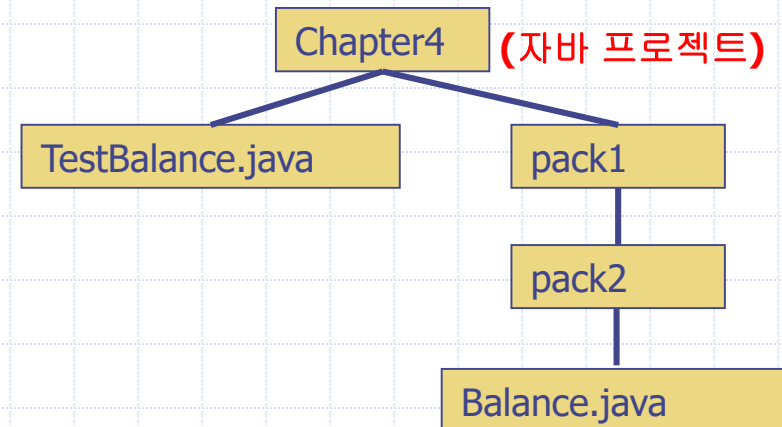 Chapter4 (자바 프로젝트)
TestBalance.java pack1
pack2
Balance.java